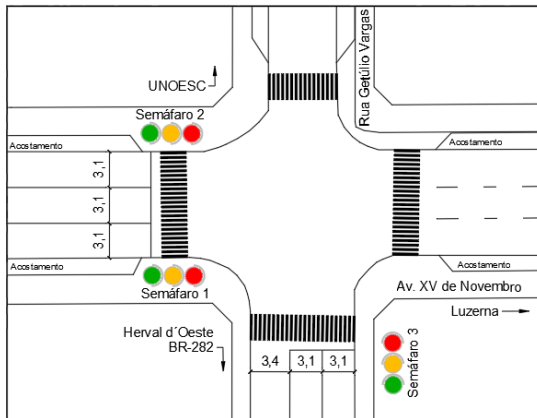 UNOESC
Rua Getúlio Vargas
Semáfaro 2
Acostamento
Acostamento
3,1
3,1
3,1
Acostamento
Acostamento
Semáfaro 1
Av. XV de Novembro
Luzerna
Herval d´Oeste
BR-282
3,4
3,1
3,1
Semáfaro 3